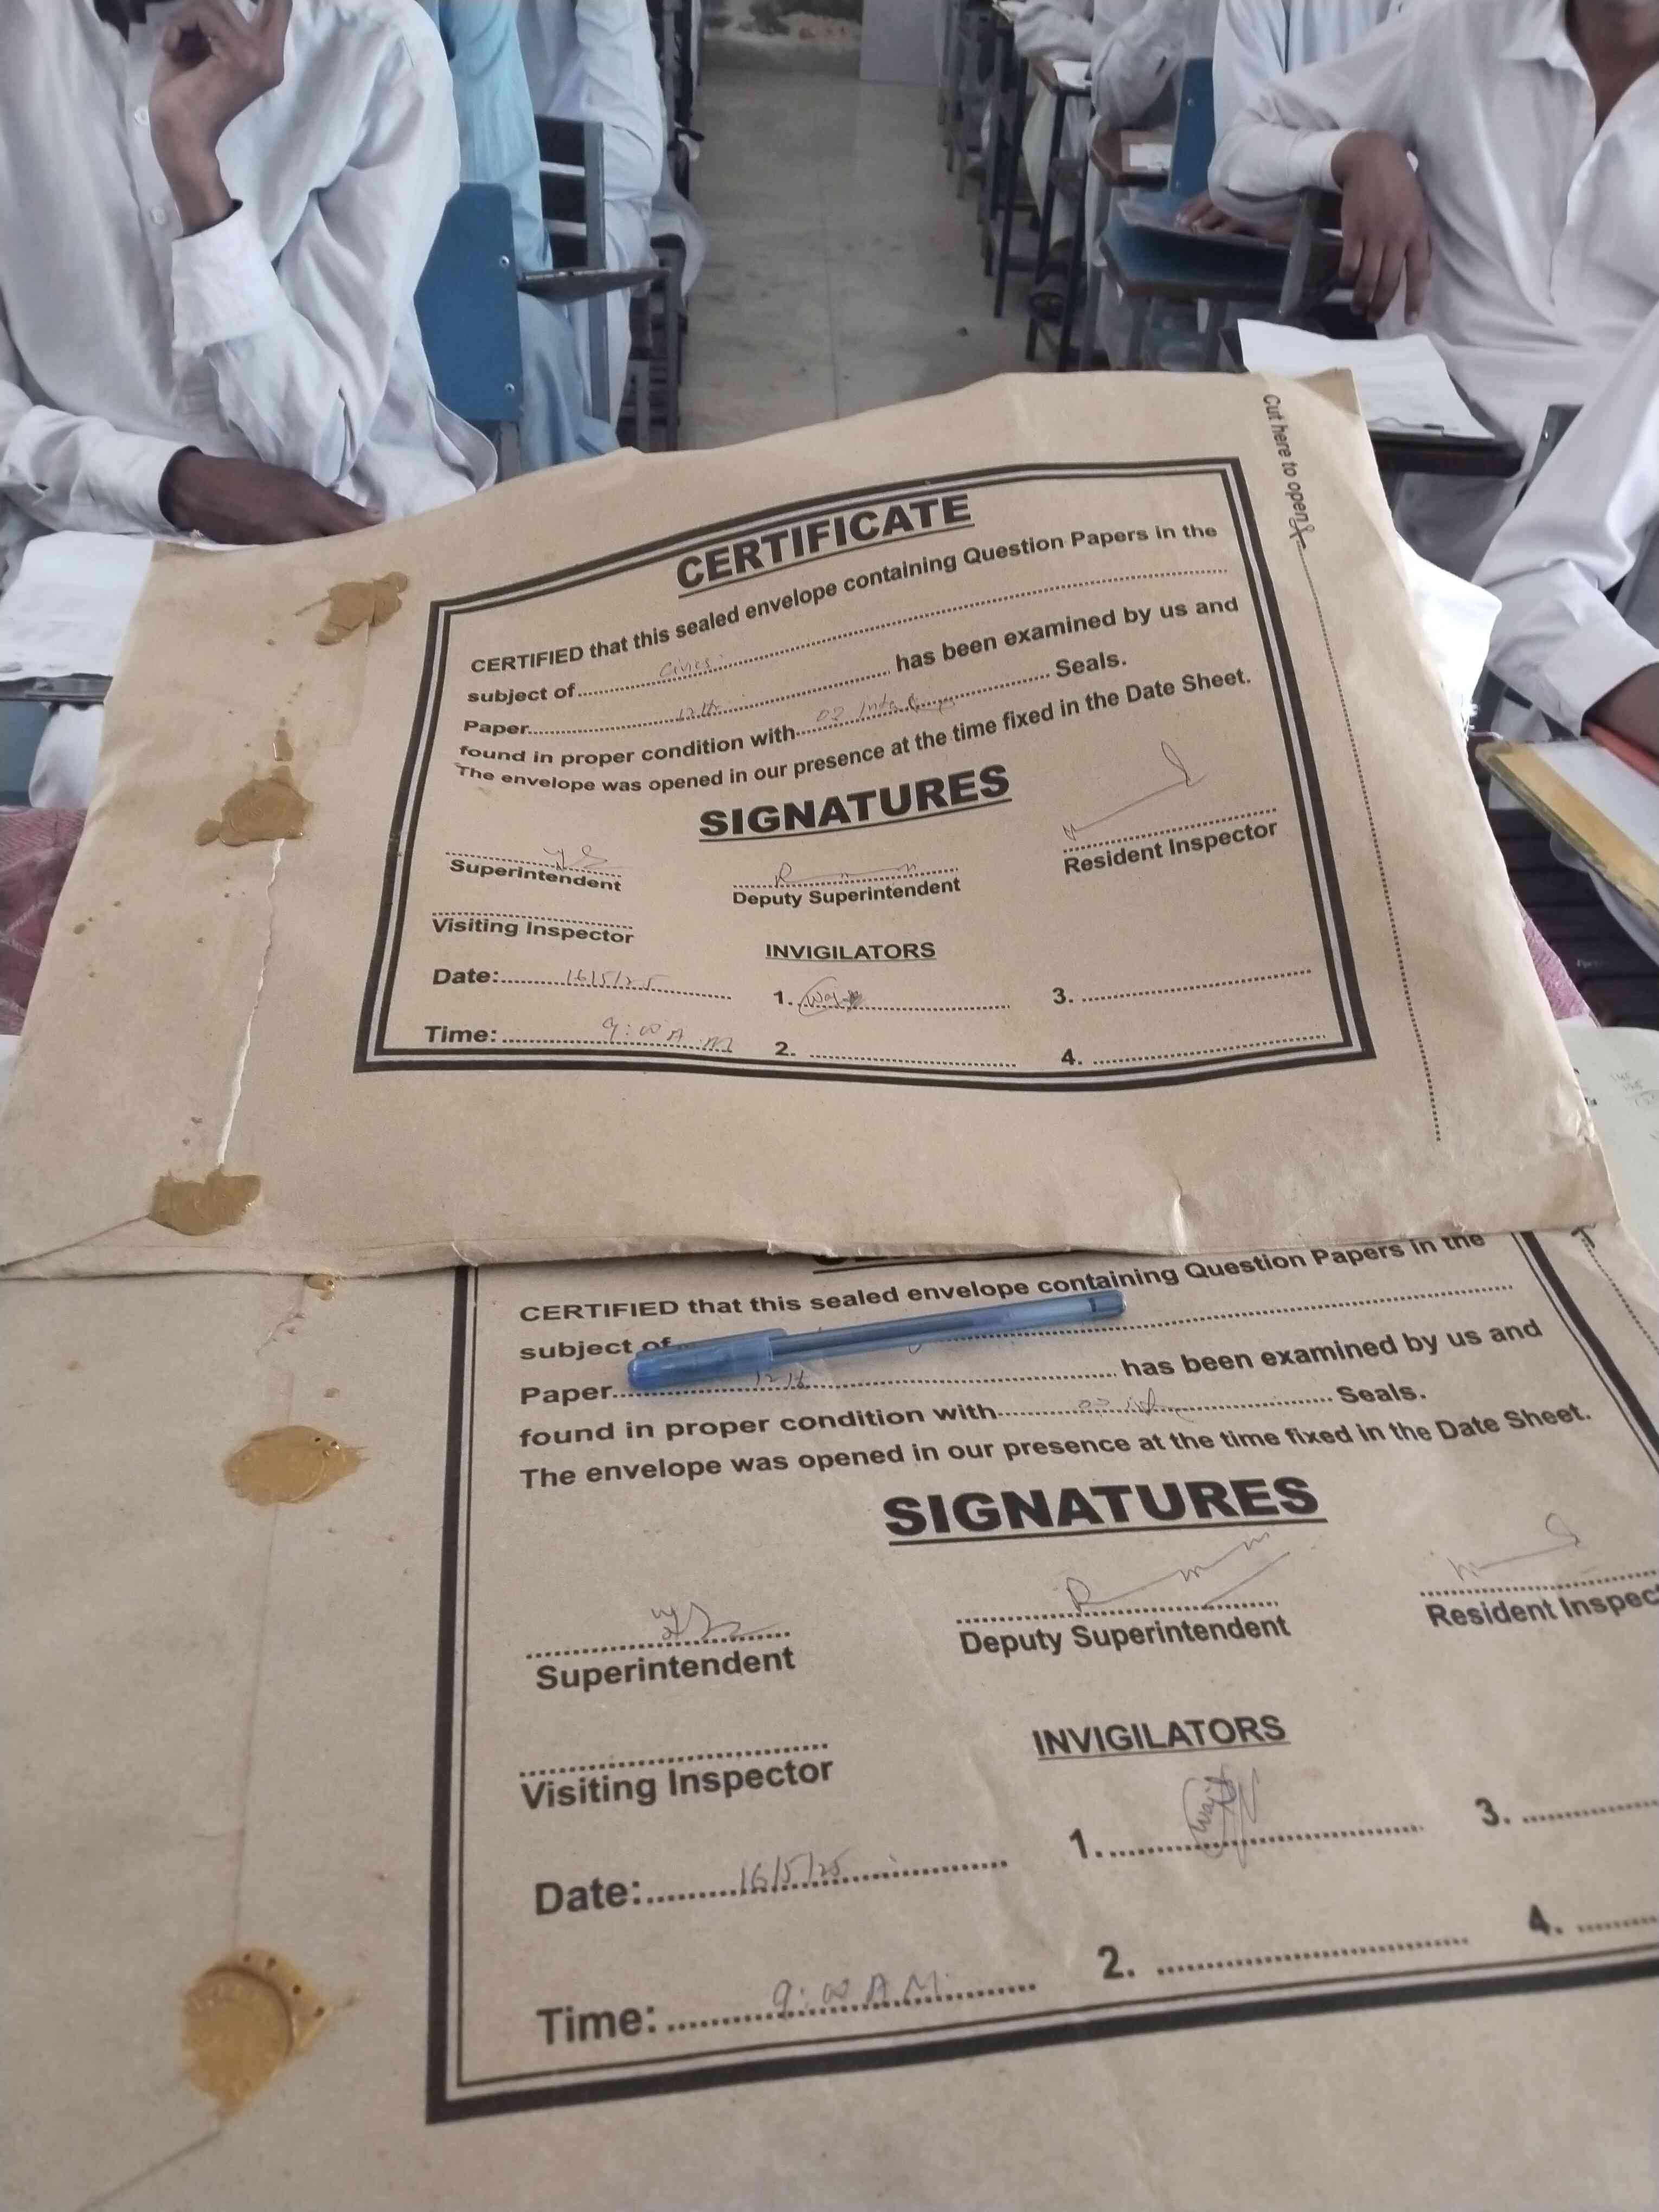 Cut here to open
CERTIFICATE
CERTIFIED that this sealed envelope containing Question Papers in the
subject of Civics
Paper 12th has been examined by us and
found in proper condition with 03 Seals.
The envelope was opened in our presence at the time fixed in the Date Sheet.
SIGNATURES
Superintendent
Deputy Superintendent
Resident Inspector
Visiting Inspector
INVIGILATORS
Date: 16/5/25
1. Wajid
3.
Time: 9:00 A.M
2.
4.
CERTIFIED that this sealed envelope containing Question Papers in the
subject of
Paper 12th has been examined by us and
found in proper condition with 03 Seals.
The envelope was opened in our presence at the time fixed in the Date Sheet.
SIGNATURES
Superintendent
Deputy Superintendent
Resident Inspec
Visiting Inspector
INVIGILATORS
Date: 16/5/25
1. Wajid
3.
Time: 9:00 A.M
2.
4.